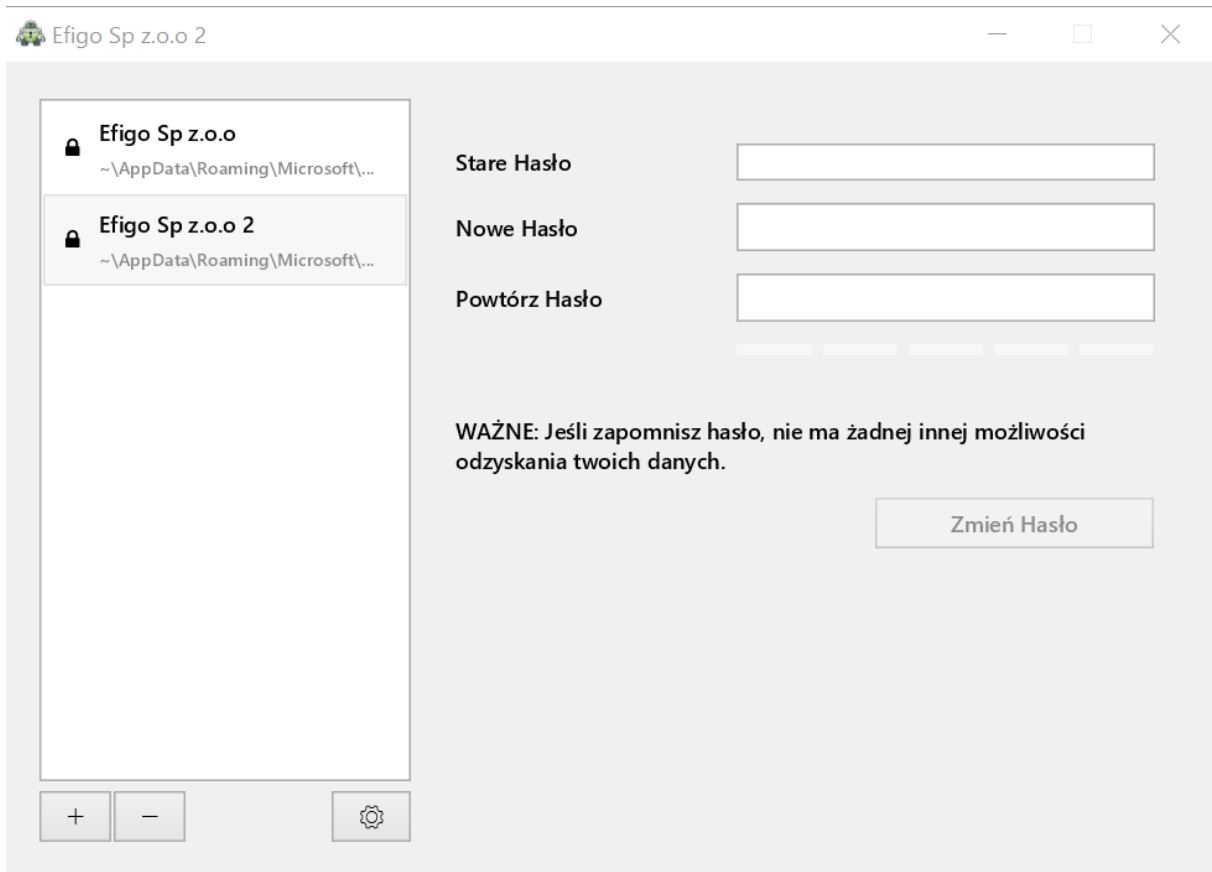 Efigo Sp z.o.o 2
Efigo Sp z.o.o
~\AppData\Roaming\Microsoft\...
Efigo Sp z.o.o 2
~\AppData\Roaming\Microsoft\...
Stare Hasło
Nowe Hasło
Powtórz Hasło
WAŻNE: Jeśli zapomnisz hasło, nie ma żadnej innej możliwości
odzyskania twoich danych.
Zmień Hasło